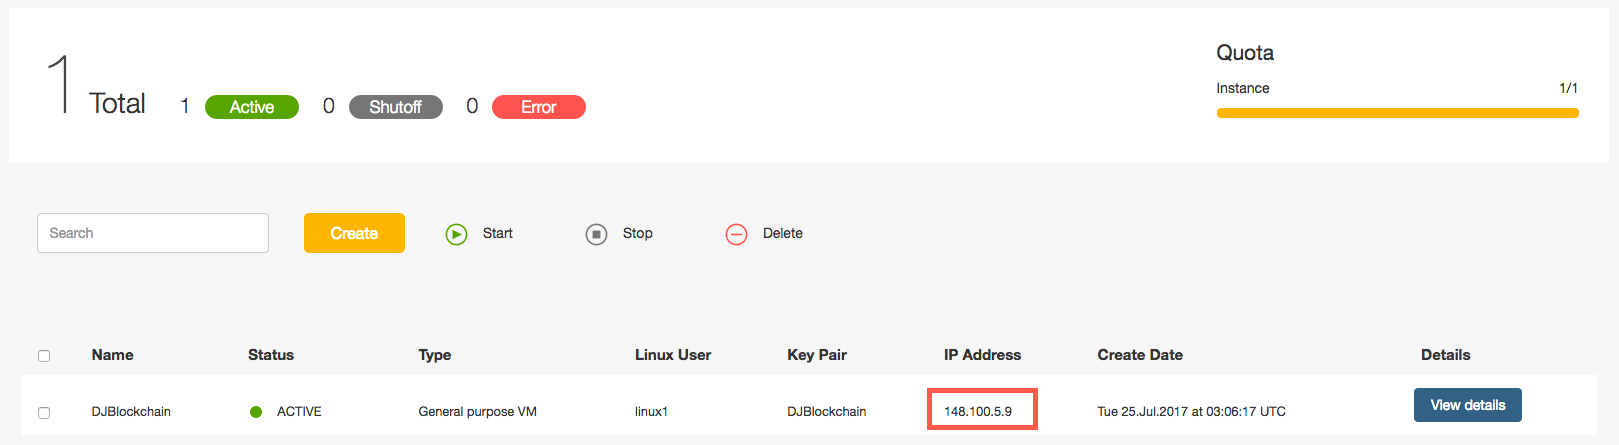 Quota
1 Total 1 Active 0 Shutoff 0 Error
Instance 1/1
Search Create Start Stop Delete
Name Status Type Linux User Key Pair IP Address Create Date Details
DJBlockchain ACTIVE General purpose VM linux1 DJBlockchain 148.100.5.9 Tue 25.Jul.2017 at 03:06:17 UTC View details